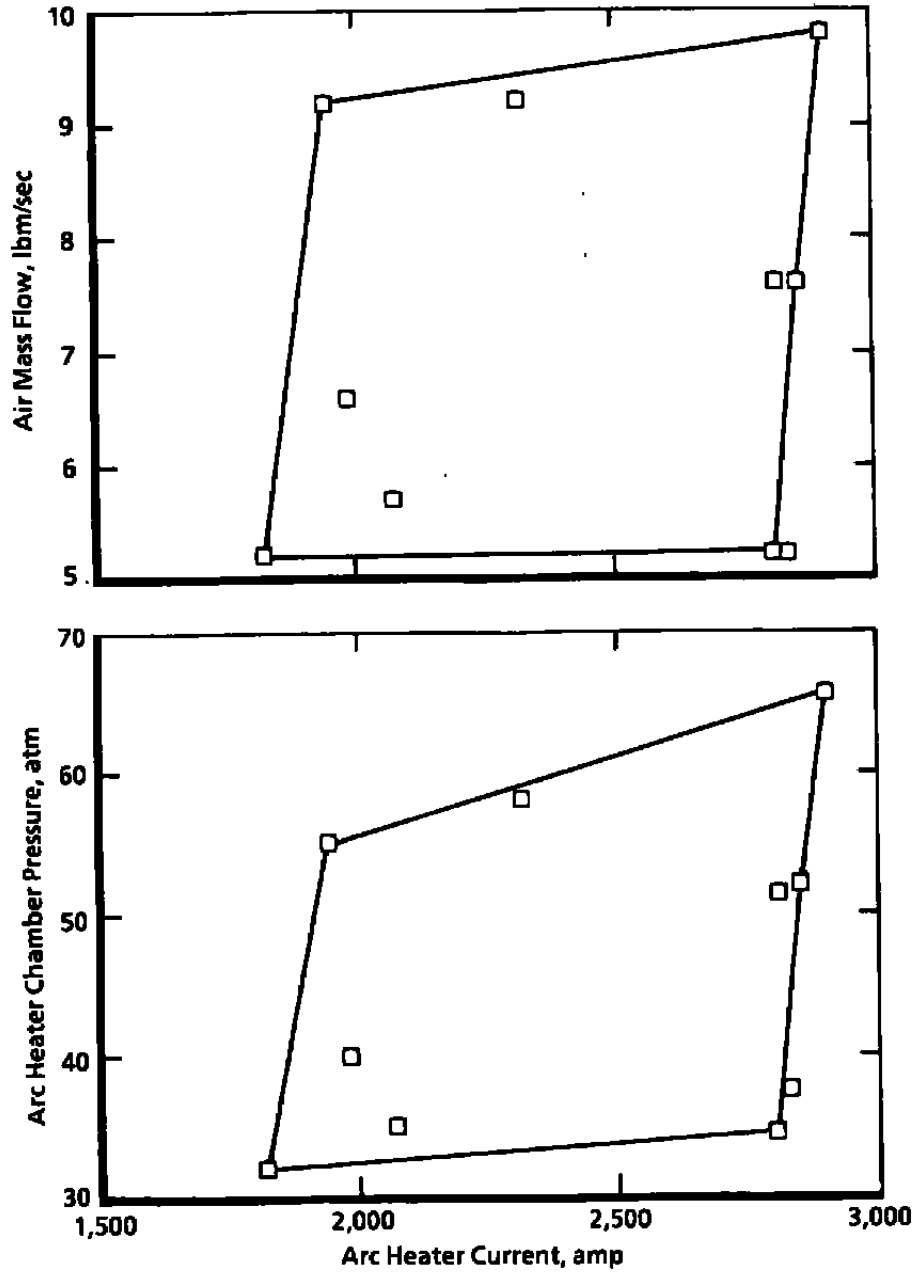 10
9
8
7
6
5
Air Mass Flow, lbm/sec
70
60
50
40
30
Arc Heater Chamber Pressure, atm
1,500 2,000 2,500 3,000
Arc Heater Current, amp